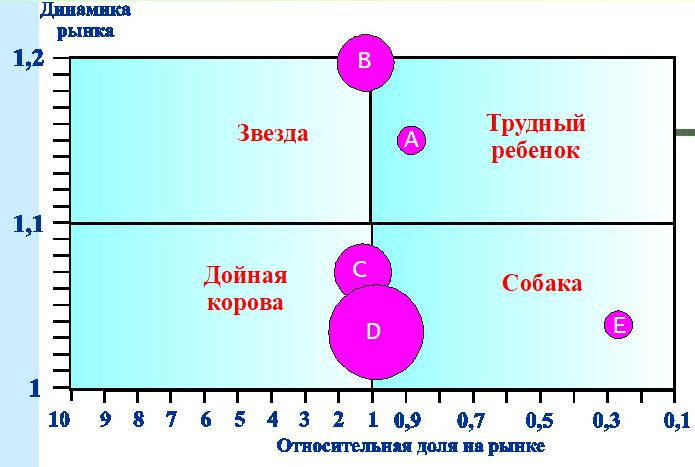 Динамика
рынка
1,2
B
Звезда
A
Трудный
ребенок
1,1
C
Дойная
корова
Собака
D
E
1
10 9 8 7 6 5 4 3 2 1 0,9 0,7 0,5 0,3 0,1
Относительная доля на рынке